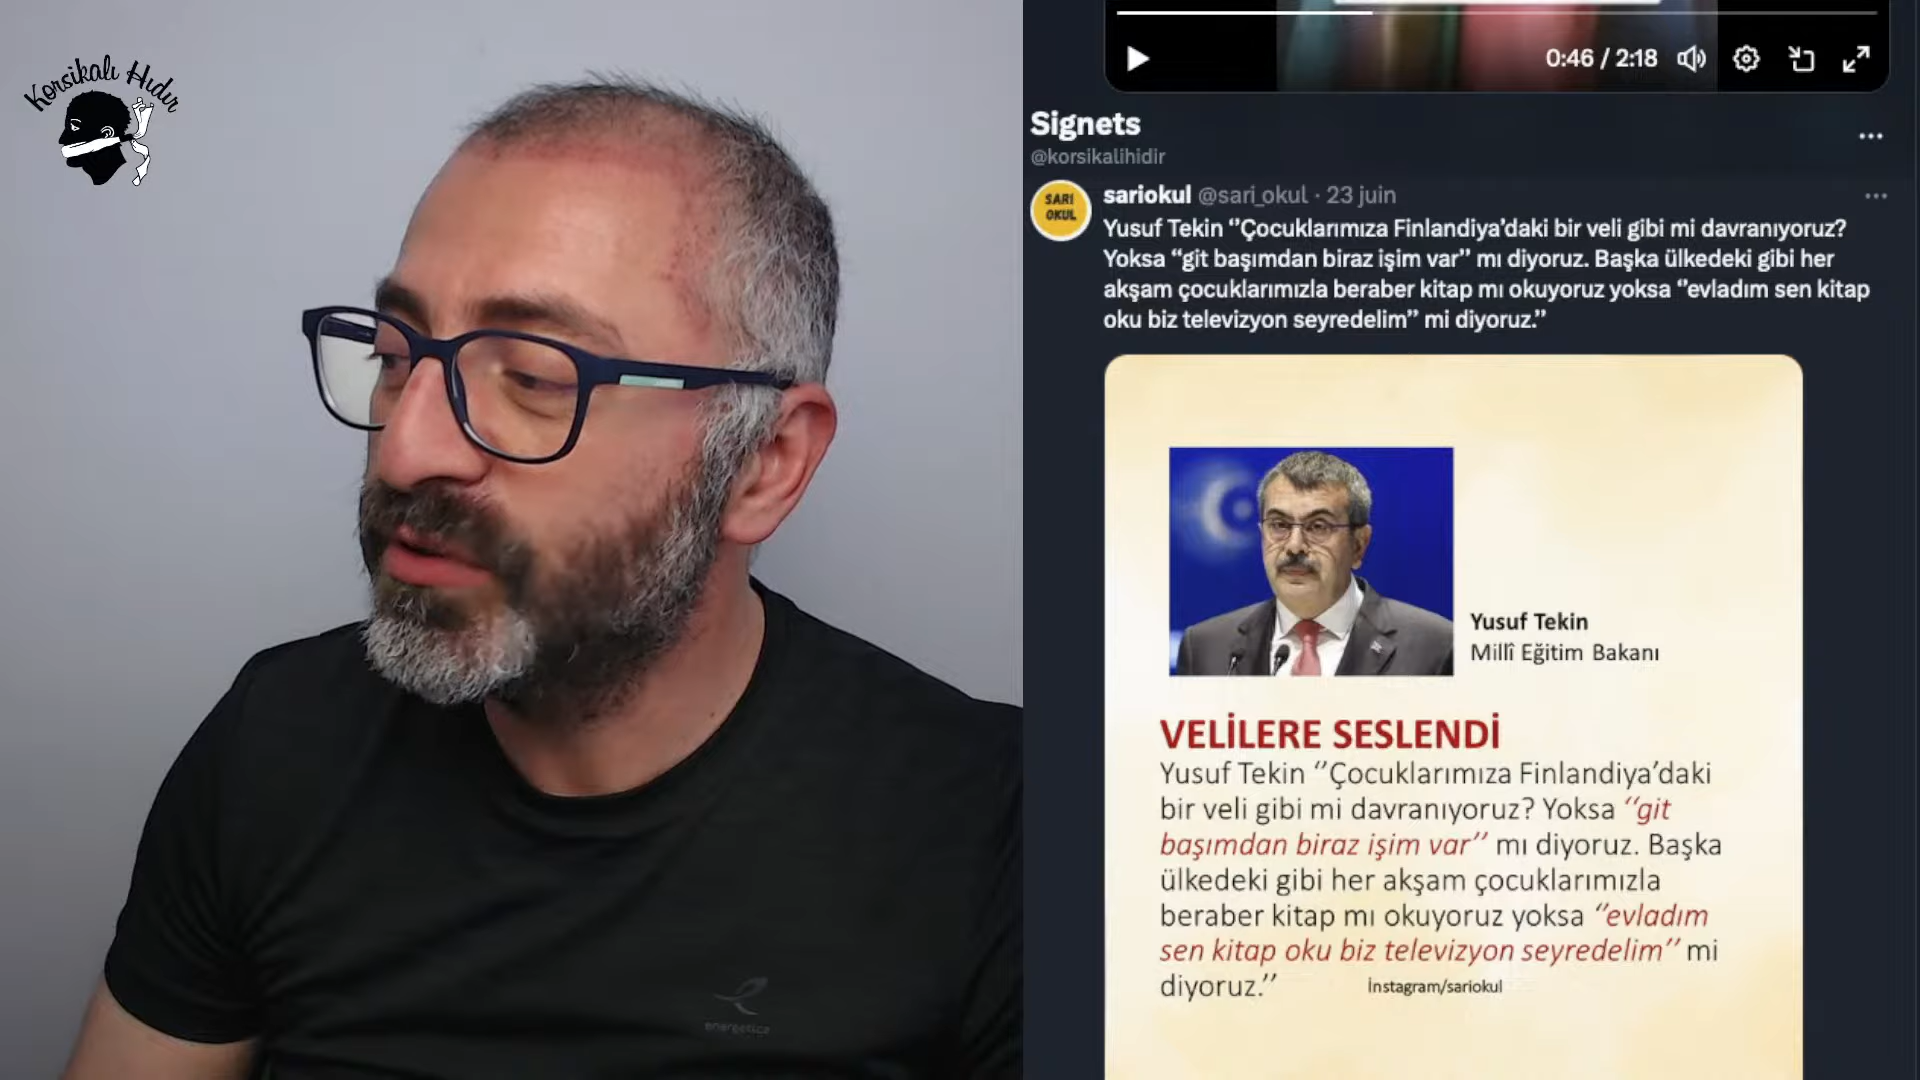 Korsikalı Hıdır
0:46 / 2:18
Signets
@korsikalihidir
SARI
OKUL
sariokul @sari_okul · 23 juin
Yusuf Tekin ‘’Çocuklarımıza Finlandiya’daki bir veli gibi mi davranıyoruz?
Yoksa ‘‘git başımdan biraz işim var’’ mı diyoruz. Başka ülkedeki gibi her
akşam çocuklarımızla beraber kitap mı okuyoruz yoksa ‘’evladım sen kitap
oku biz televizyon seyredelim’’ mi diyoruz.’’
Yusuf Tekin
Millî Eğitim Bakanı
VELİLERE SESLENDİ
Yusuf Tekin ‘’Çocuklarımıza Finlandiya’daki
bir veli gibi mi davranıyoruz? Yoksa ‘‘git
başımdan biraz işim var’’ mı diyoruz. Başka
ülkedeki gibi her akşam çocuklarımızla
beraber kitap mı okuyoruz yoksa ‘’evladım
sen kitap oku biz televizyon seyredelim’’ mi
diyoruz.’’
İnstagram/sariokul
energetics